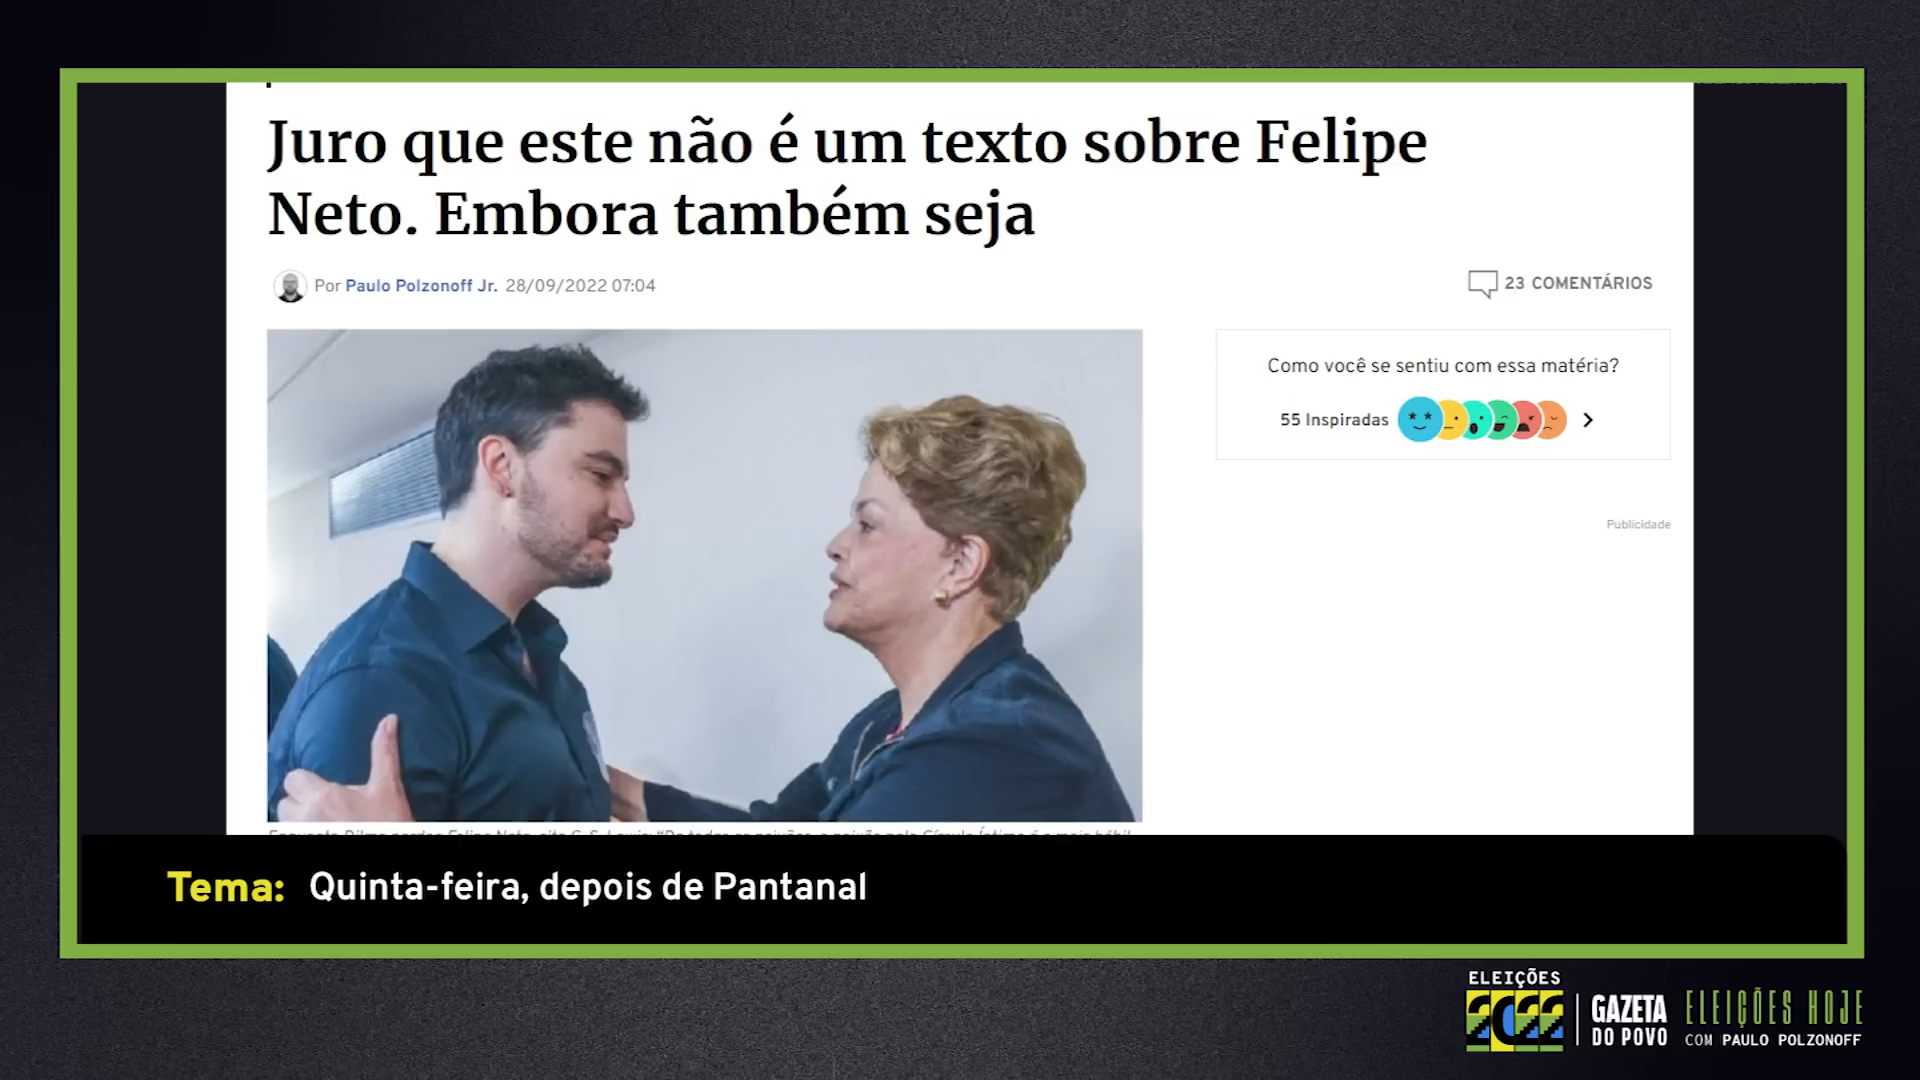 Juro que este não é um texto sobre Felipe
Neto. Embora também seja
Por Paulo Polzonoff Jr. 28/09/2022 07:04
23 COMENTÁRIOS
Como você se sentiu com essa matéria?
55 Inspiradas
Publicidade
Tema: Quinta-feira, depois de Pantanal
ELEIÇÕES
2022
GAZETA
DO POVO
ELEIÇÕES HOJE
COM PAULO POLZONOFF